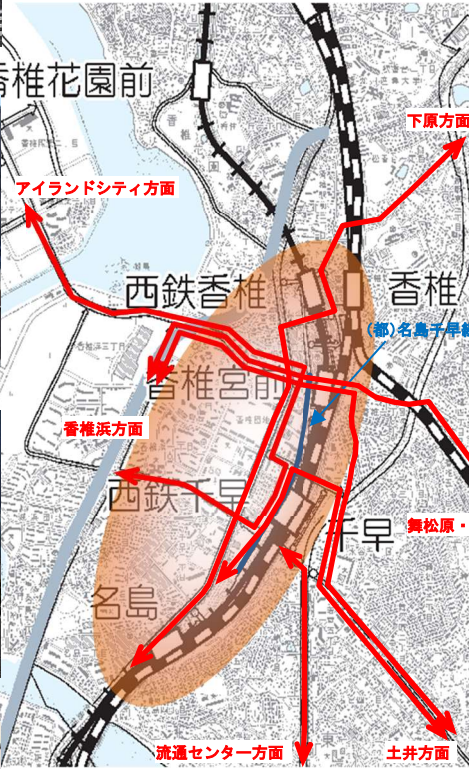 香椎花園前
下原方面
アイランドシティ方面
西鉄香椎
香椎
(都)名島千早線
香椎宮前
香椎浜方面
西鉄千早
千早
舞松原・
名島
流通センター方面
土井方面